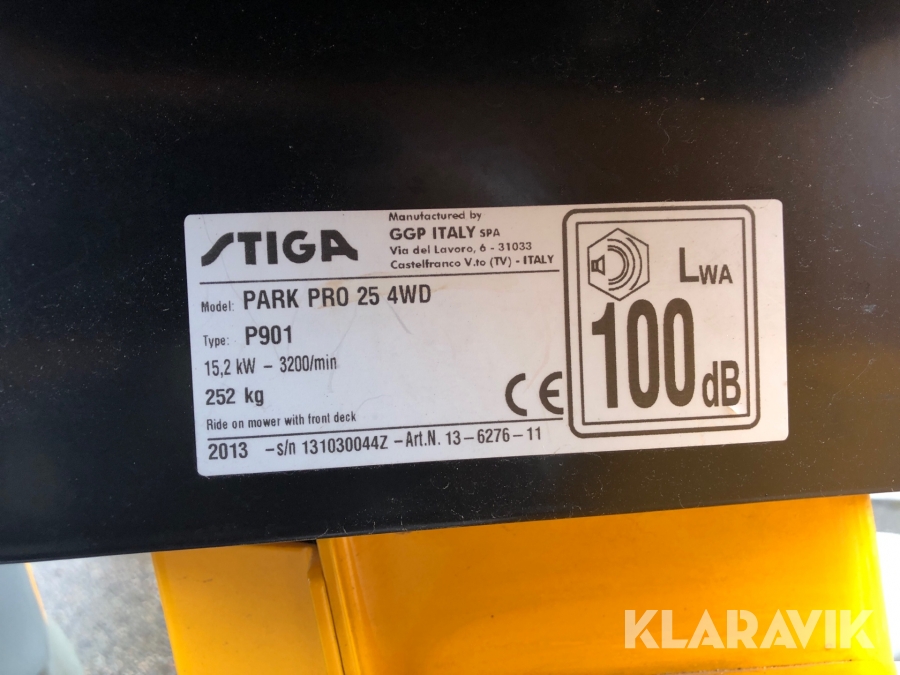 STIGA
Manufactured by
GGP ITALY SPA
Via del Lavoro, 6 - 31033
Castelfranco V.to (TV) - ITALY
Model: PARK PRO 25 4WD
Type: P901
15,2 kW - 3200/min
252 kg
CE
Ride on mower with front deck
2013 -s/n 131030044Z -Art.N. 13-6276-11
LWA
100 dB
KLARAVIK